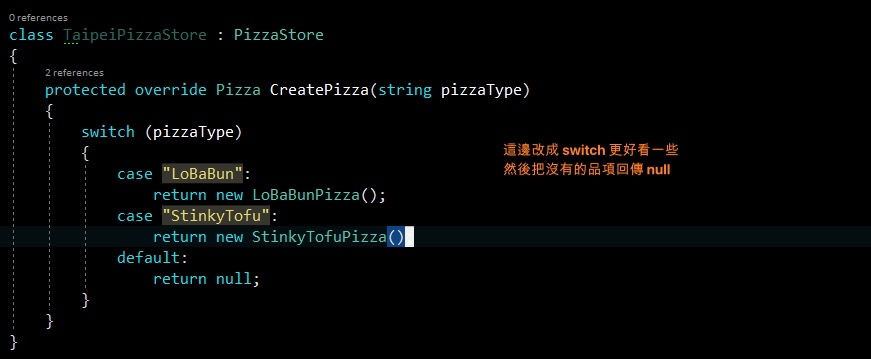 0 references
class TaipeiPizzaStore : PizzaStore
{
2 references
protected override Pizza CreatePizza(string pizzaType)
{
switch (pizzaType)
{
case "LoBaBun":
return new LoBaBunPizza();
case "StinkyTofu":
return new StinkyTofuPizza();
default:
return null;
}
}
}
這邊改成 switch 更好看一些
然後把沒有的品項回傳 null